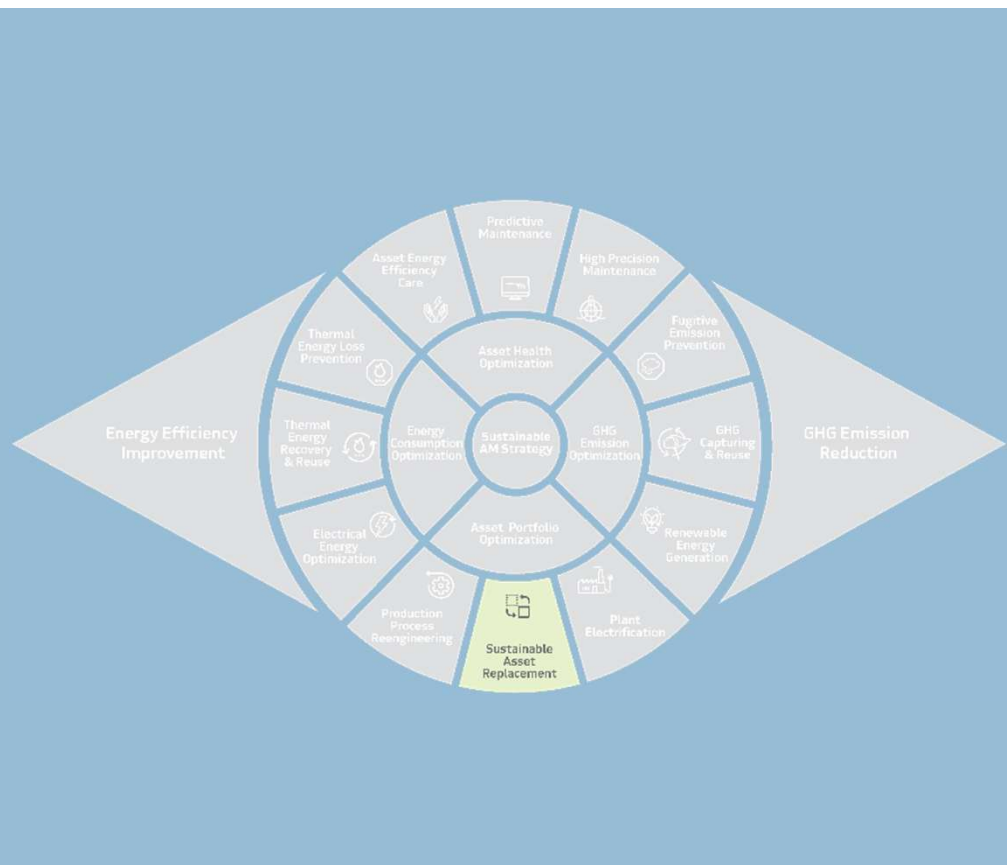 Predictive
Maintenance
Asset Energy
Efficiency
Care
High Precision
Maintenance
Thermal
Energy Loss
Prevention
Fugitive
Emission
Prevention
Asset Health
Optimization
Energy Efficiency
Improvement
Thermal
Energy
Recovery
& Reuse
Energy
Consumption
Optimization
Sustainable
AM Strategy
GHG
Emission
Optimization
GHG
Capturing
& Reuse
GHG Emission
Reduction
Electrical
Energy
Optimization
Asset Portfolio
Optimization
Renewable
Energy
Generation
Production
Process
Reengineering
Sustainable
Asset
Replacement
Plant
Electrification